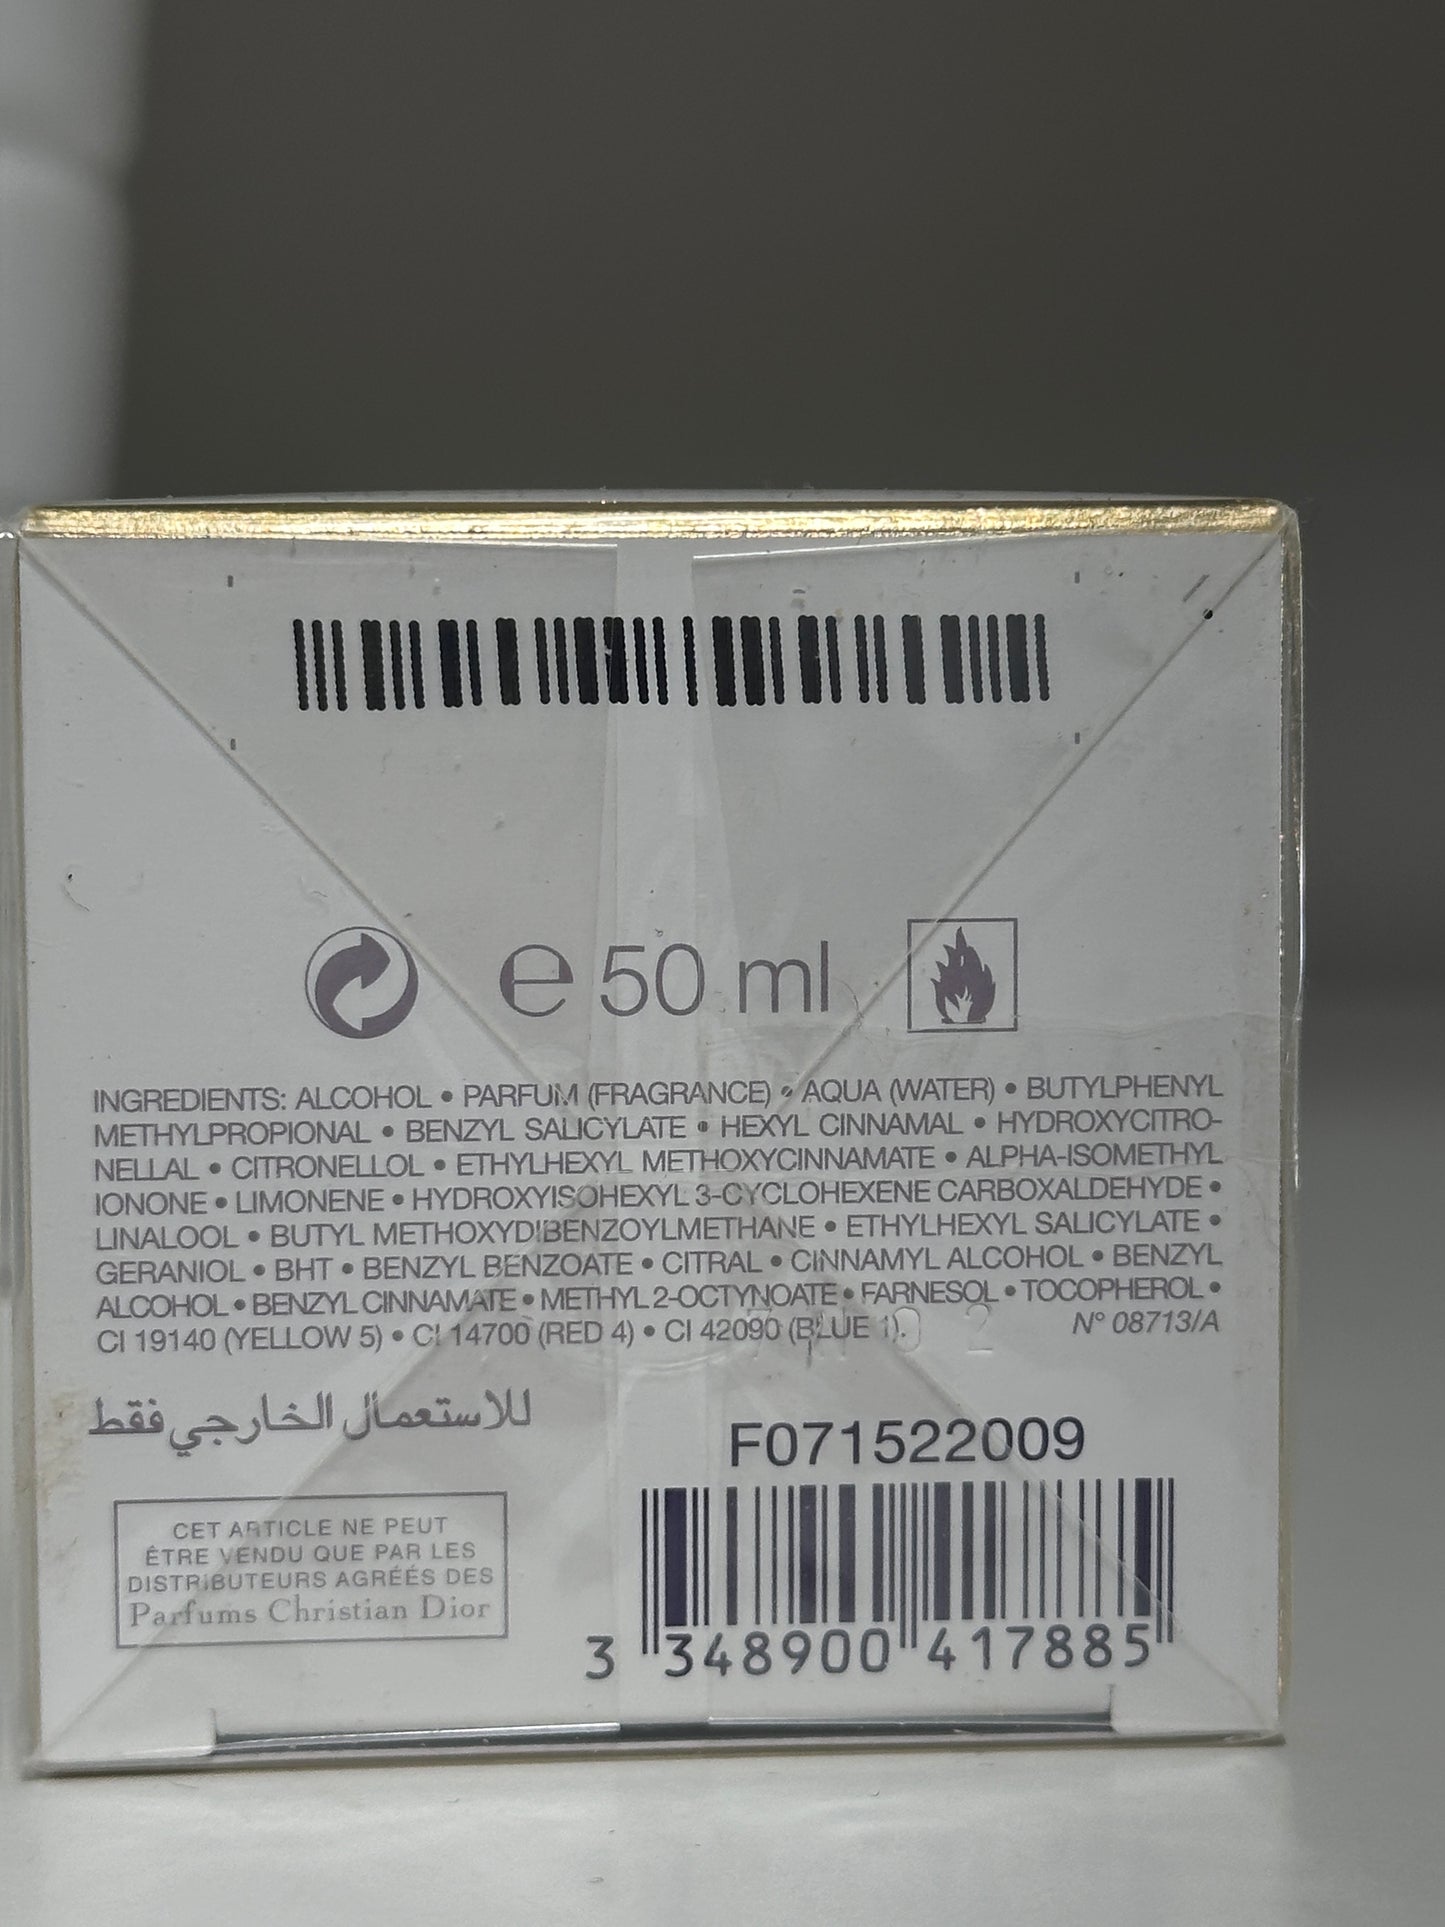 e 50 ml
INGREDIENTS: ALCOHOL • PARFUM (FRAGRANCE) • AQUA (WATER) • BUTYLPHENYL
METHYLPROPIONAL • BENZYL SALICYLATE • HEXYL CINNAMAL • HYDROXYCITRO-
NELLAL • CITRONELLOL • ETHYLHEXYL METHOXYCINNAMATE • ALPHA-ISOMETHYL
IONONE • LIMONENE • HYDROXYISOHEXYL 3-CYCLOHEXENE CARBOXALDEHYDE •
LINALOOL • BUTYL METHOXYDIBENZOYLMETHANE • ETHYLHEXYL SALICYLATE •
GERANIOL • BHT • BENZYL BENZOATE • CITRAL • CINNAMYL ALCOHOL • BENZYL
ALCOHOL • BENZYL CINNAMATE • METHYL 2-OCTYNOATE • FARNESOL • TOCOPHEROL •
CI 19140 (YELLOW 5) • CI 14700 (RED 4) • CI 42090 (BLUE 1). N° 08713/A
للاستعمال الخارجي فقط
F071522009
CET ARTICLE NE PEUT
ÊTRE VENDU QUE PAR LES
DISTRIBUTEURS AGRÉÉS DES
Parfums Christian Dior
3 348900 417885